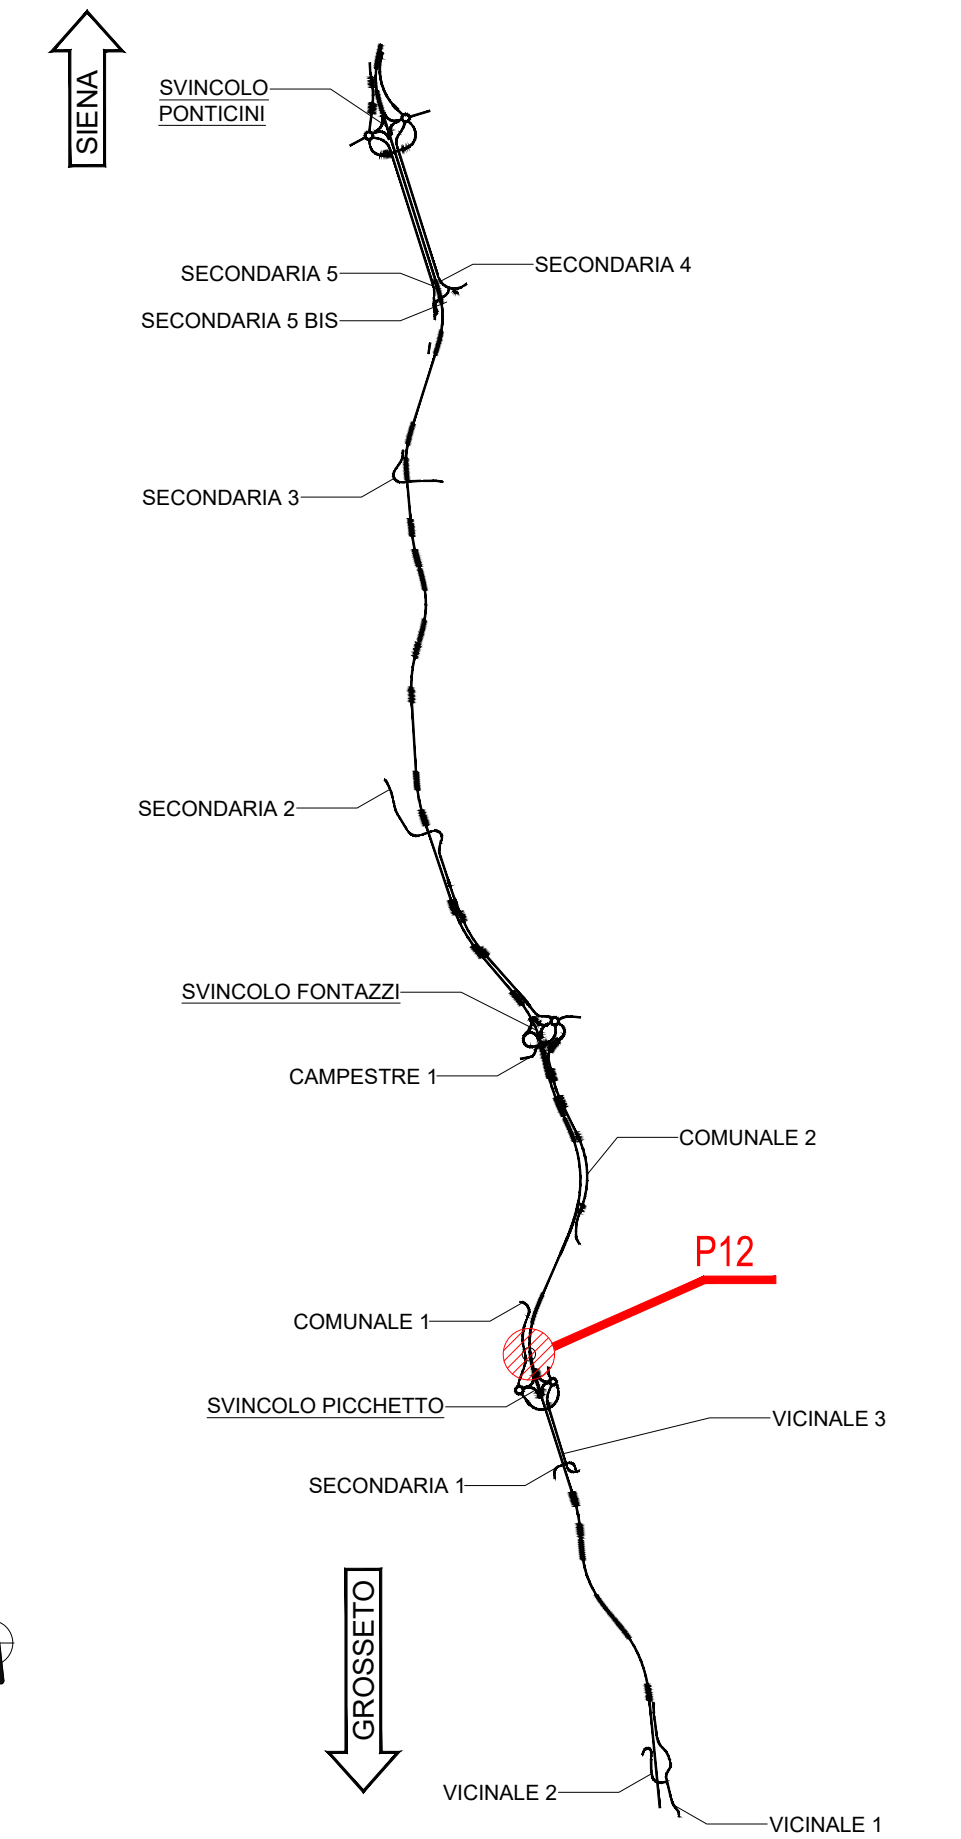 SIENA
SVINCOLO
PONTICINI
SECONDARIA 4
SECONDARIA 5
SECONDARIA 5 BIS
SECONDARIA 3
SECONDARIA 2
SVINCOLO FONTAZZI
CAMPESTRE 1
COMUNALE 2
P12
COMUNALE 1
SVINCOLO PICCHETTO
VICINALE 3
SECONDARIA 1
GROSSETO
VICINALE 2
VICINALE 1